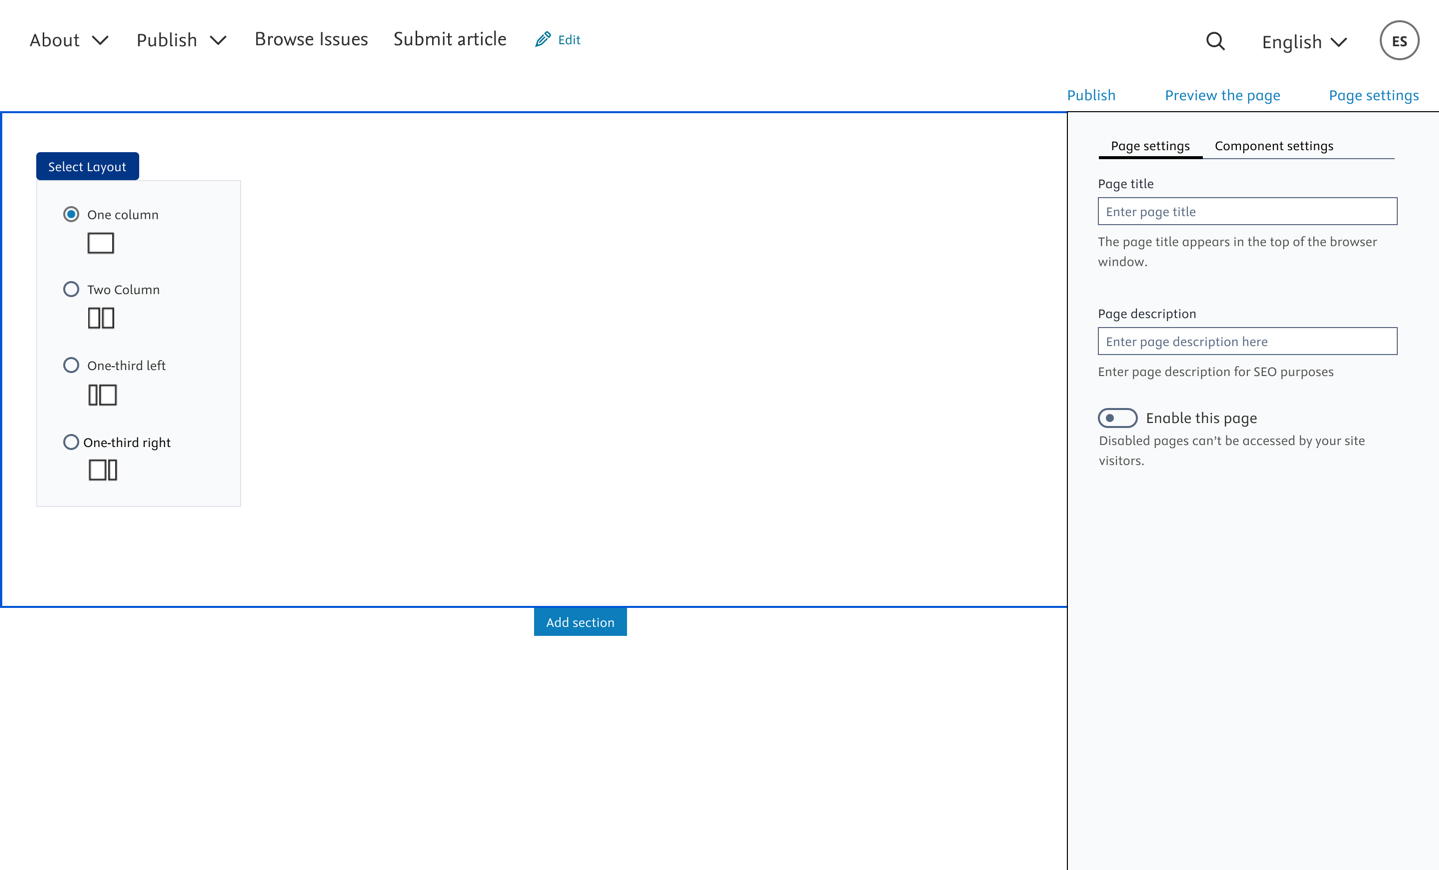 About
Publish
Browse Issues
Submit article
Edit
English
ES
Publish
Preview the page
Page settings
Select Layout
One column
Two Column
One-third left
One-third right
Add section
Page settings
Component settings
Page title
Enter page title
The page title appears in the top of the browser
window.
Page description
Enter page description here
Enter page description for SEO purposes
Enable this page
Disabled pages can't be accessed by your site
visitors.